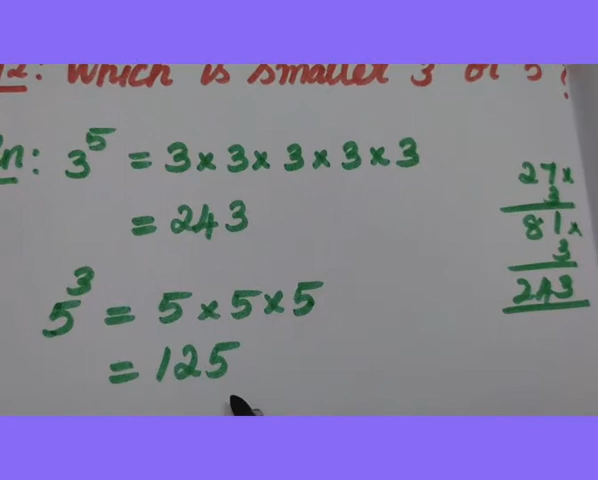 Which is smaller 3 or 5?
3⁵ = 3 × 3 × 3 × 3 × 3
= 243
5³ = 5 × 5 × 5
= 125
27 ×
3
81 ×
3
243